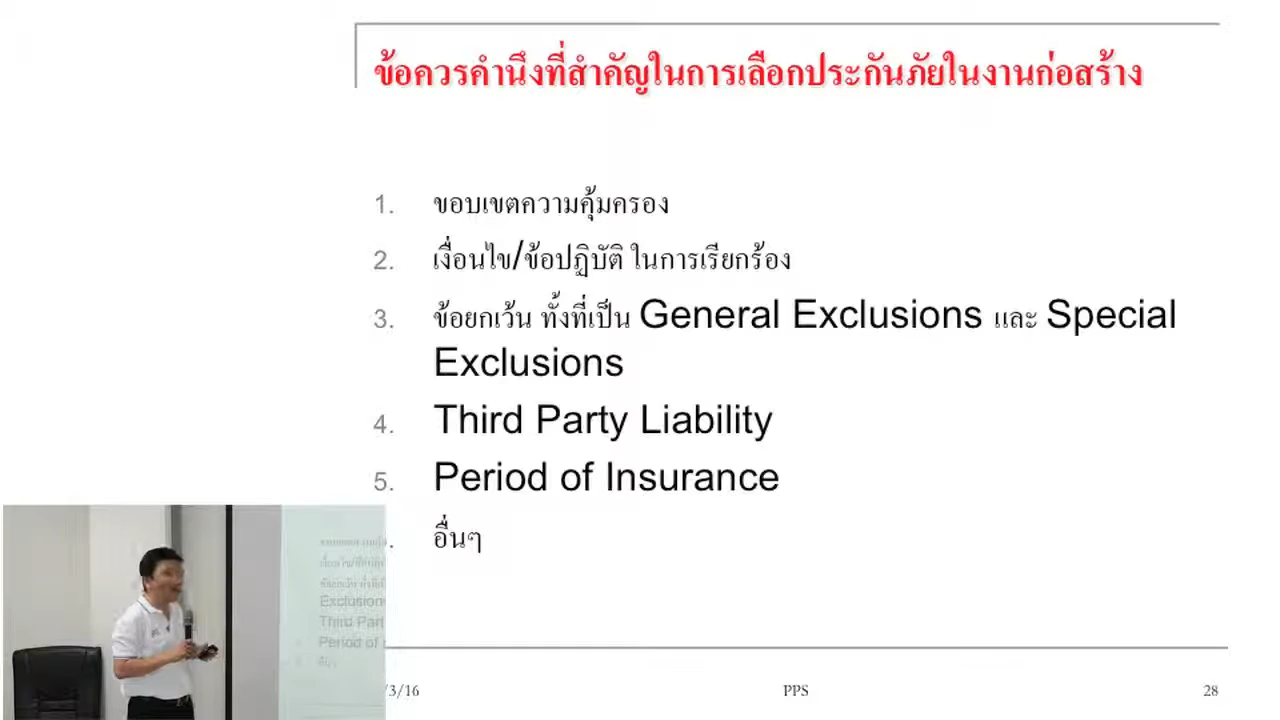 ข้อควรคำนึงที่สำคัญในการเลือกประกันภัยในงานก่อสร้าง
1. ขอบเขตความคุ้มครอง
2. เงื่อนไข/ข้อปฏิบัติ ในการเรียกร้อง
3. ข้อยกเว้น ทั้งที่เป็น General Exclusions และ Special
Exclusions
4. Third Party Liability
5. Period of Insurance
. อื่นๆ
Exclusion
Third Part
Period of
/3/16 PPS 28